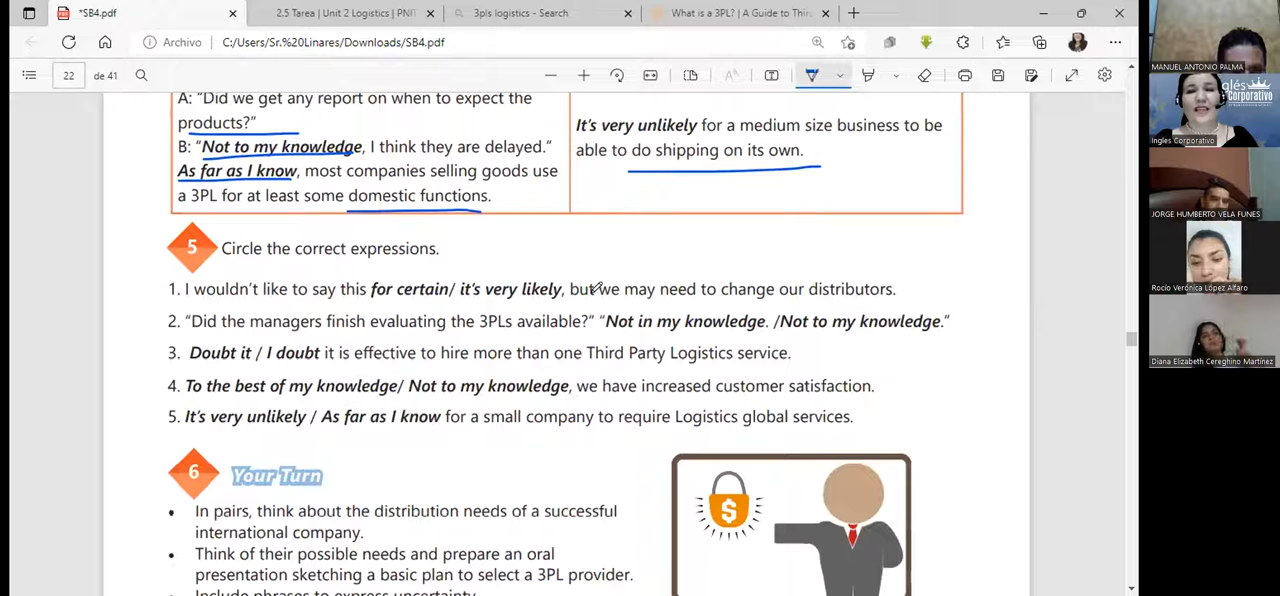 *SB4.pdf
2.5 Tarea | Unit 2 Logistics | PNIT
3pls logistics - Search
What is a 3PL? | A Guide to Thir
Archivo
C:/Users/Sr.%20Linares/Downloads/SB4.pdf
22
de 41
A: "Did we get any report on when to expect the
products?"
B: "Not to my knowledge, I think they are delayed."
As far as I know, most companies selling goods use
a 3PL for at least some domestic functions.
It's very unlikely for a medium size business to be
able to do shipping on its own.
5
Circle the correct expressions.
1. I wouldn't like to say this for certain/ it's very likely, but we may need to change our distributors.
2. "Did the managers finish evaluating the 3PLs available?" "Not in my knowledge. /Not to my knowledge."
3. Doubt it / I doubt it is effective to hire more than one Third Party Logistics service.
4. To the best of my knowledge/ Not to my knowledge, we have increased customer satisfaction.
5. It's very unlikely / As far as I know for a small company to require Logistics global services.
6
Your Turn
• In pairs, think about the distribution needs of a successful
international company.
• Think of their possible needs and prepare an oral
presentation sketching a basic plan to select a 3PL provider.
Include phrases to express uncertainty
$
MANUEL ANTONIO PALMA
glés
Corporativo
Ingles Corporativo
JORGE HUMBERTO VELA FUNES
Rocío Verónica López Alfaro
Diana Elizabeth Cereghino Martínez